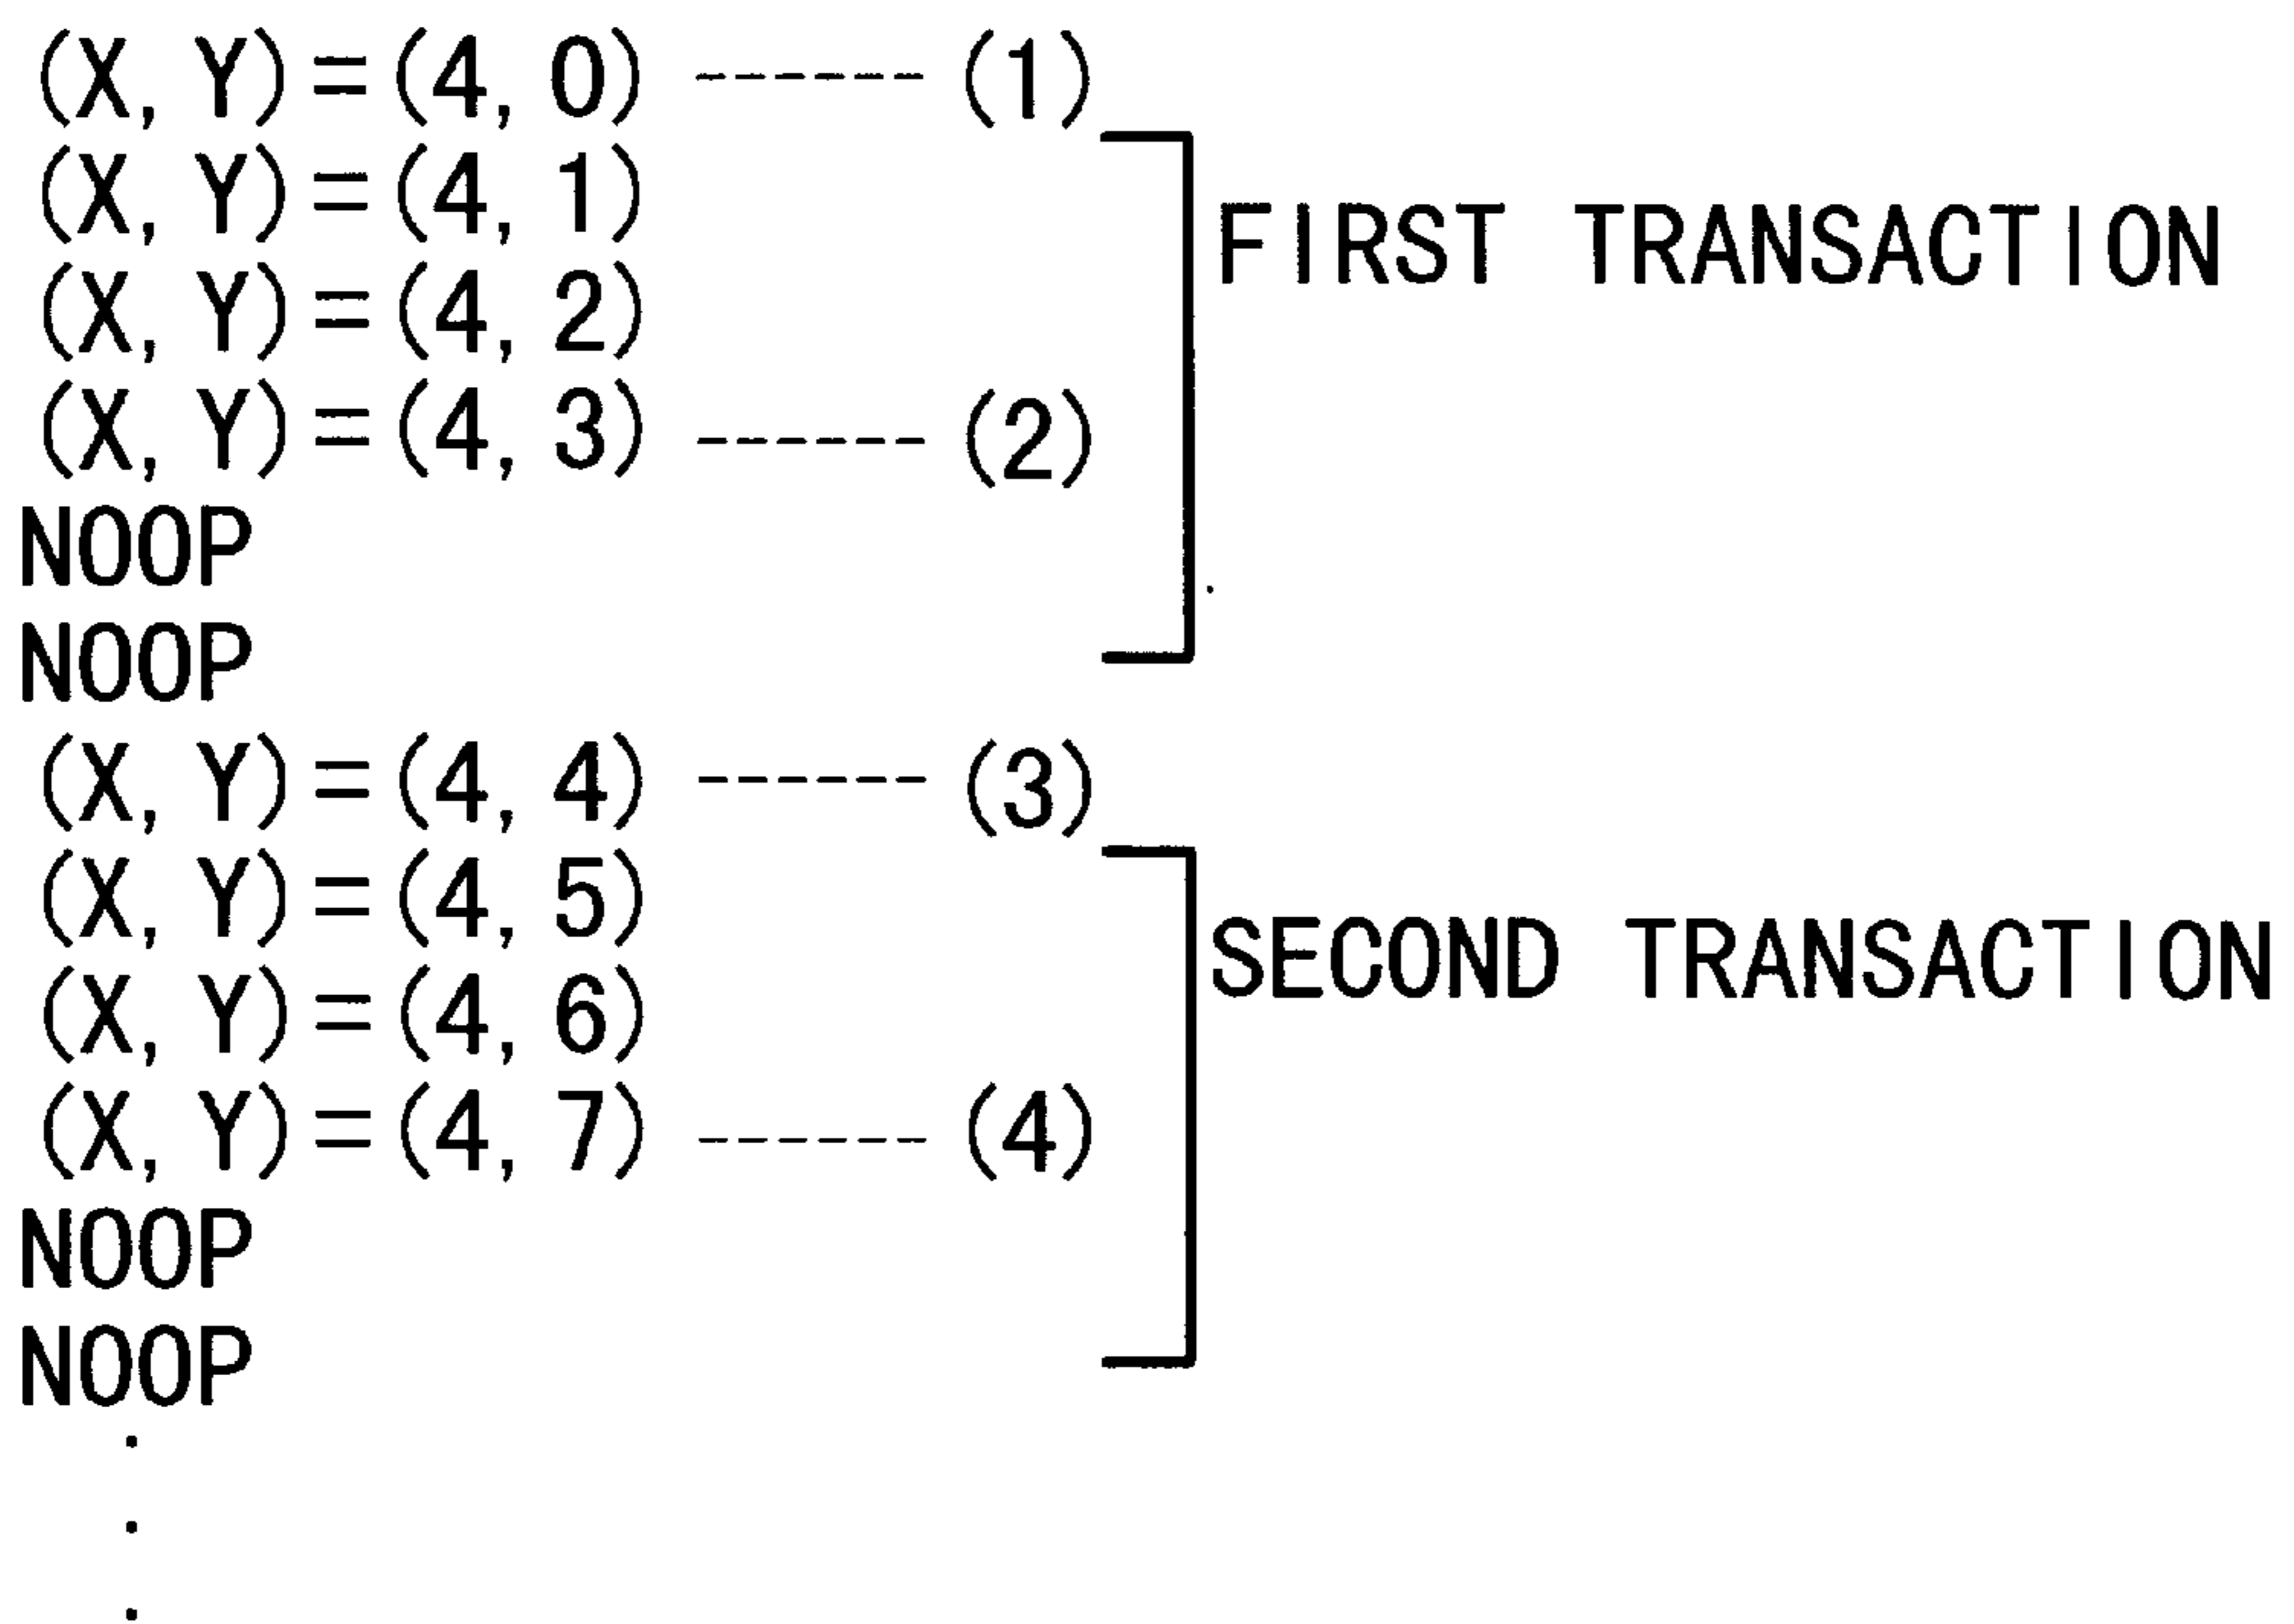 (X, Y)=(4, 0) ------ (1)
(X, Y)=(4, 1)
FIRST TRANSACTION
(X, Y)=(4, 2)
(X, Y)=(4, 3) ------ (2)
NOOP
NOOP
(X, Y)=(4, 4) ------ (3)
(X, Y)=(4, 5)
SECOND TRANSACTION
(X, Y)=(4, 6)
(X, Y)=(4, 7) ------ (4)
NOOP
NOOP
.
.
.